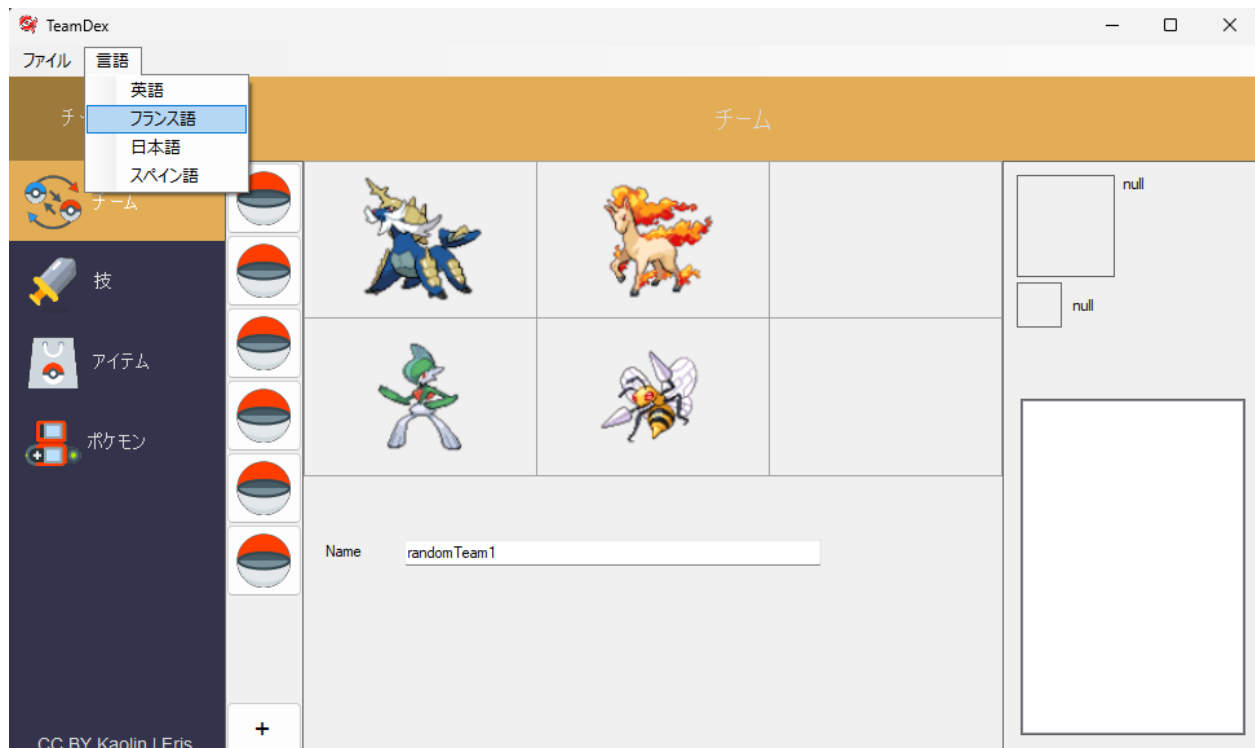 TeamDex
ファイル 言語
英語
フランス語
日本語
スペイン語
チーム
チーム
技
アイテム
ポケモン
null
null
Name randomTeam1
+
CC BY Kaolin | Eris